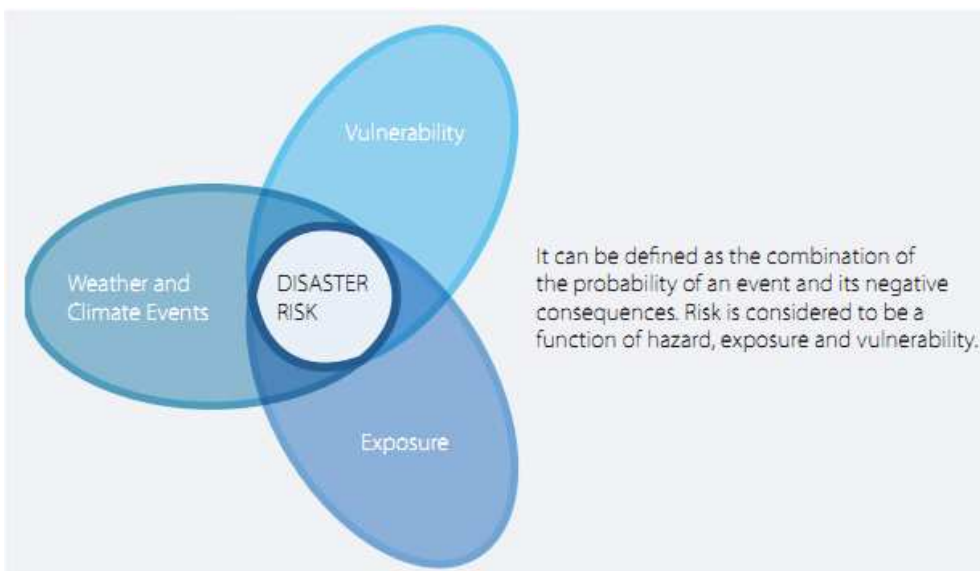 Vulnerability
Weather and
Climate Events
DISASTER
RISK
Exposure
It can be defined as the combination of
the probability of an event and its negative
consequences. Risk is considered to be a
function of hazard, exposure and vulnerability.